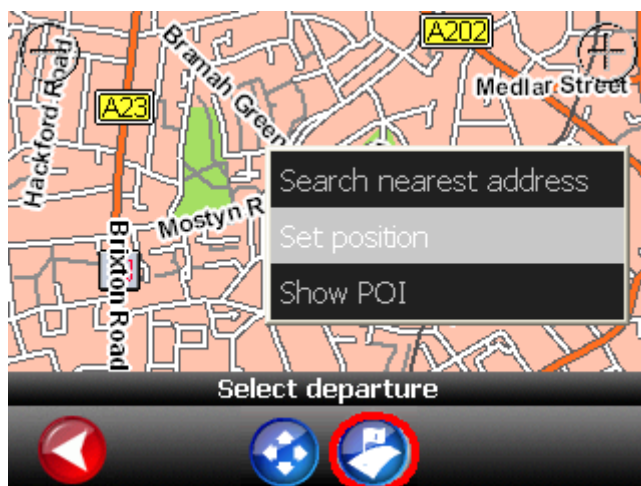 A202
Bramah Green
Medlar Street
Hackford Road
A23
Search nearest address
Mostyn R
Set position
Brixton Road
Show POI
Select departure